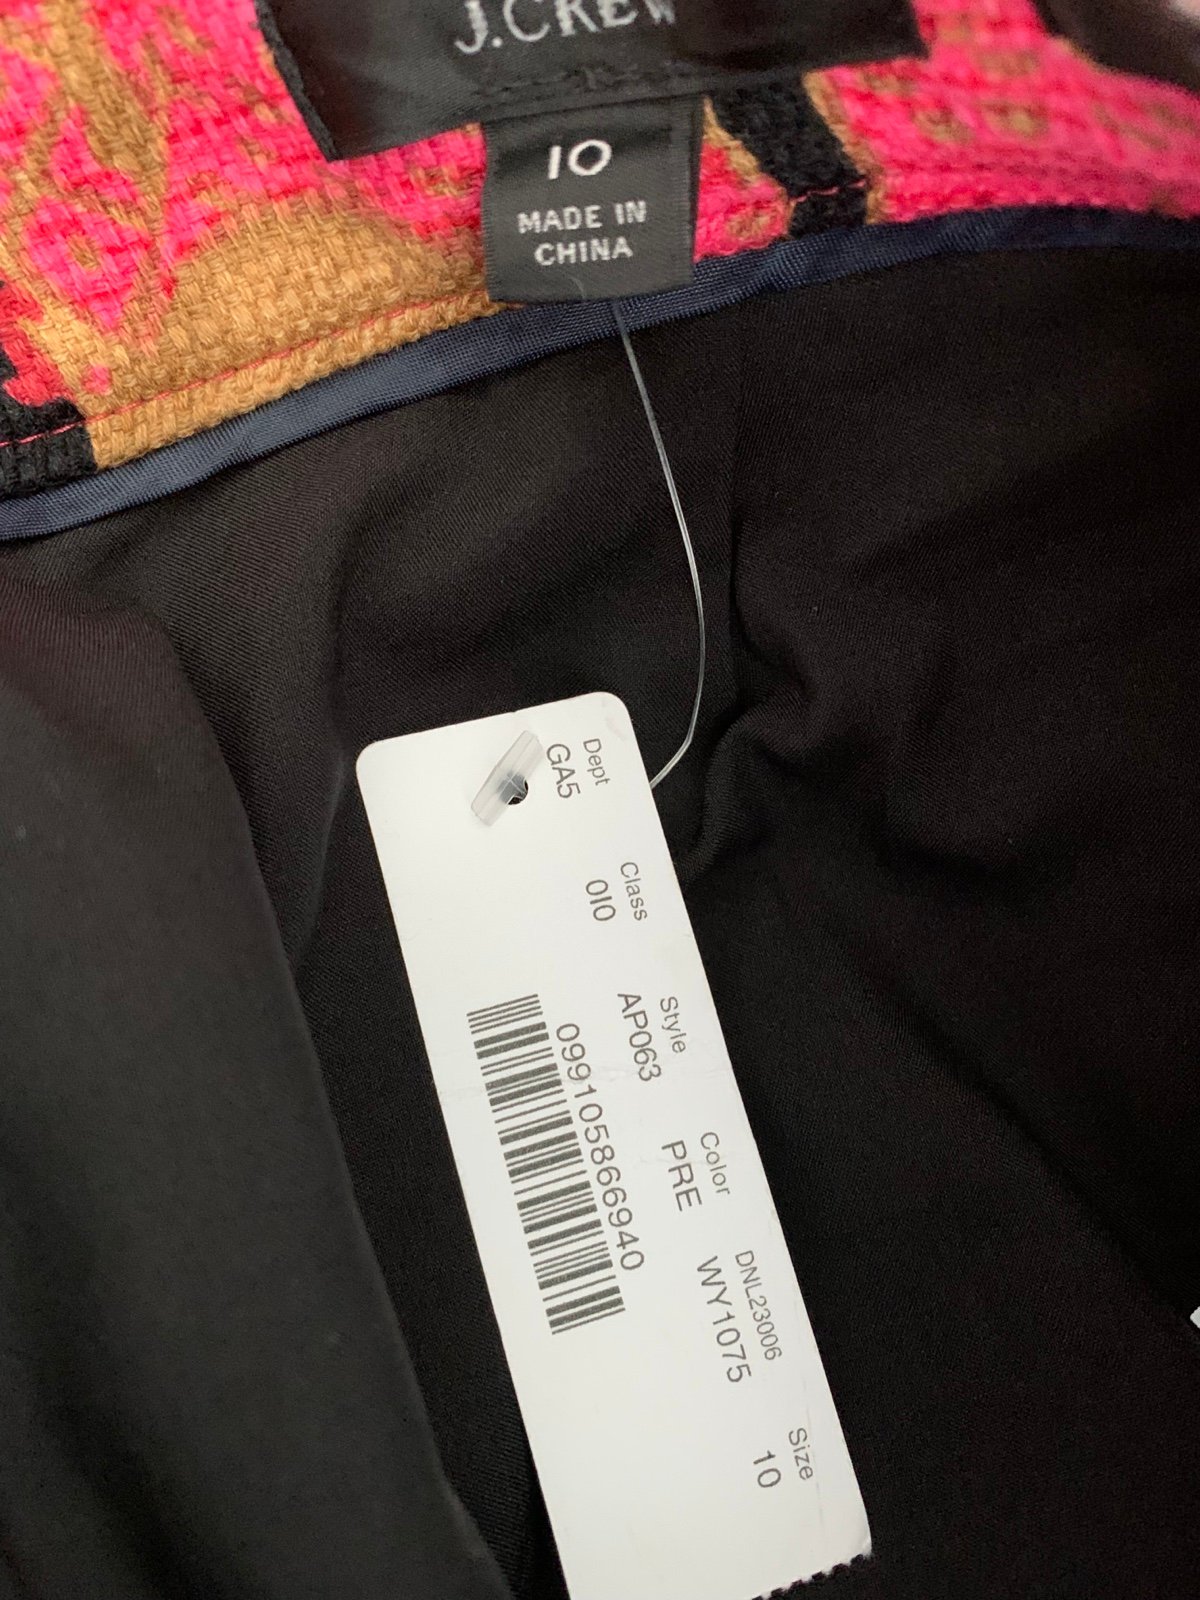 J.CREW
10
MADE IN
CHINA
Dept Class Style Color DNL23006 Size
GA5 010 AP063 PRE WY1075 10
099105866940